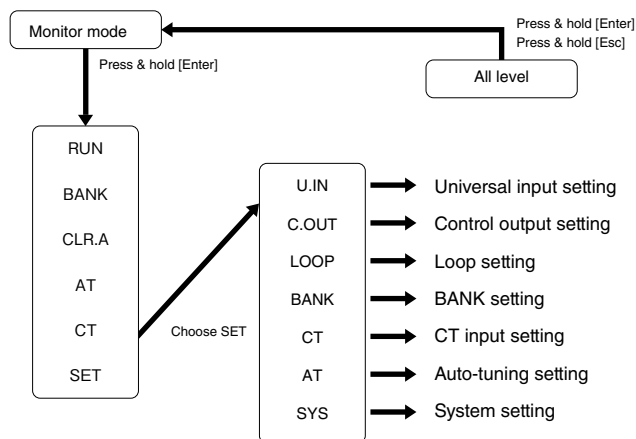 Monitor mode
Press & hold [Enter]
Press & hold [Esc]
All level
Press & hold [Enter]
RUN
BANK
CLR.A
AT
CT
SET
Choose SET
U.IN Universal input setting
C.OUT Control output setting
LOOP Loop setting
BANK BANK setting
CT CT input setting
AT Auto-tuning setting
SYS System setting